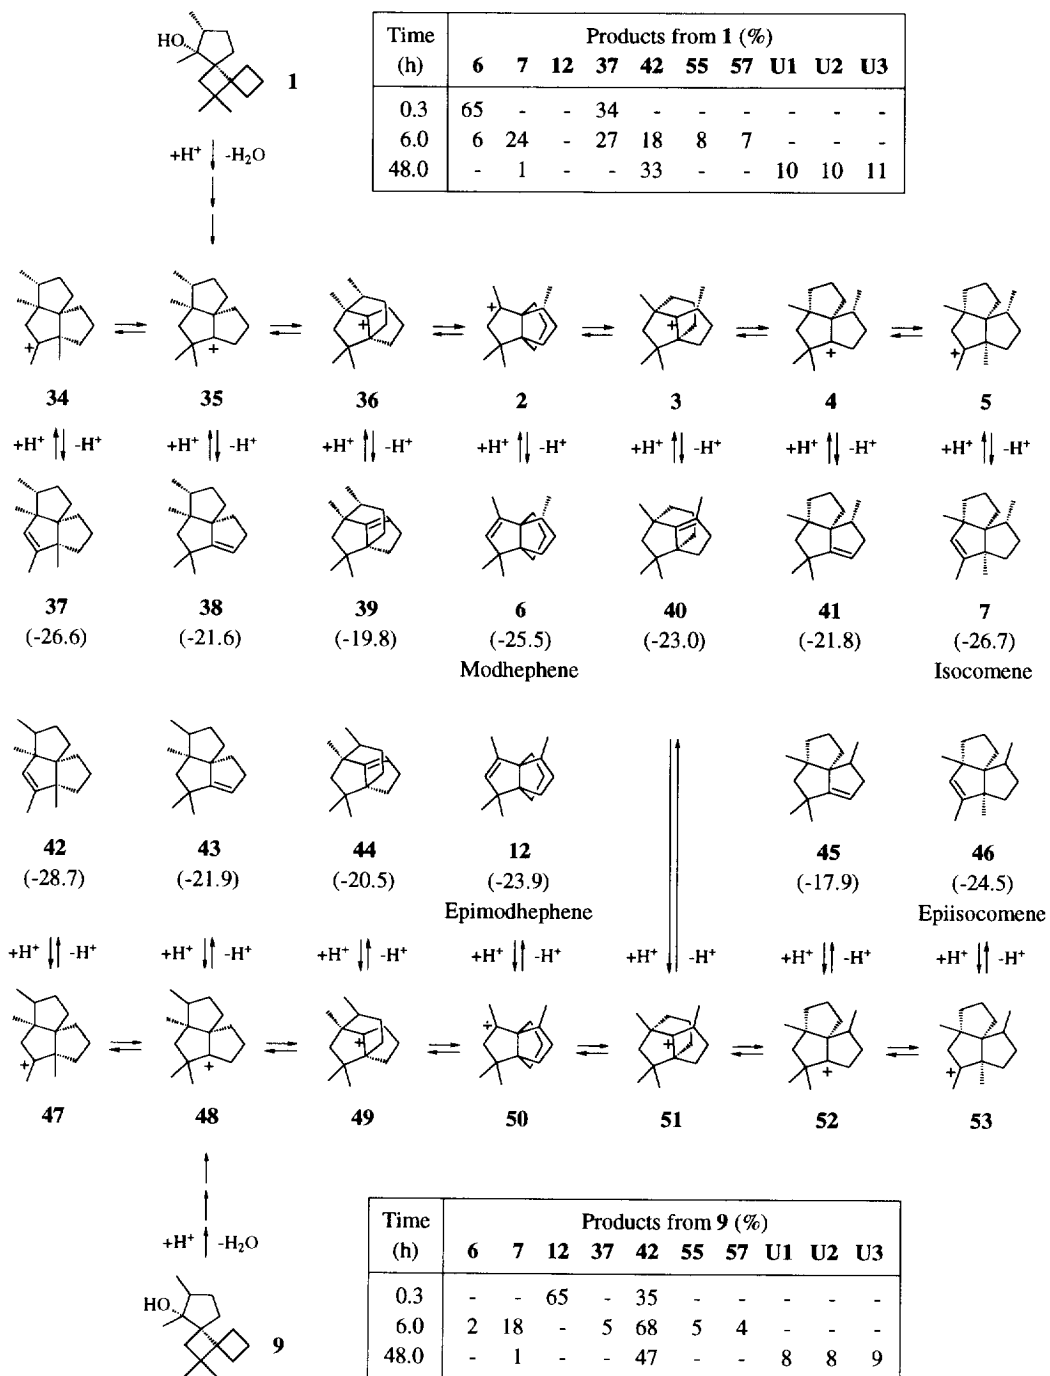 HO
1
+H⁺ -H₂O
Time (h) Products from 1 (%)
6 7 12 37 42 55 57 U1 U2 U3
0.3 65 - - 34 - - - - - -
6.0 6 24 - 27 18 8 7 - - -
48.0 - 1 - - 33 - - 10 10 11
+ + + + + + +
34 35 36 2 3 4 5
+H⁺ -H⁺ +H⁺ -H⁺ +H⁺ -H⁺ +H⁺ -H⁺ +H⁺ -H⁺ +H⁺ -H⁺ +H⁺ -H⁺
37 38 39 6 40 41 7
(-26.6) (-21.6) (-19.8) (-25.5) (-23.0) (-21.8) (-26.7)
Modhephene Isocomene
42 43 44 12 45 46
(-28.7) (-21.9) (-20.5) (-23.9) (-17.9) (-24.5)
Epimodhephene Epiisocomene
+H⁺ -H⁺ +H⁺ -H⁺ +H⁺ -H⁺ +H⁺ -H⁺ +H⁺ -H⁺ +H⁺ -H⁺ +H⁺ -H⁺
+ + + + + + +
47 48 49 50 51 52 53
+H⁺ -H₂O
HO
9
Time (h) Products from 9 (%)
6 7 12 37 42 55 57 U1 U2 U3
0.3 - - 65 - 35 - - - - -
6.0 2 18 - 5 68 5 4 - - -
48.0 - 1 - - 47 - - 8 8 9